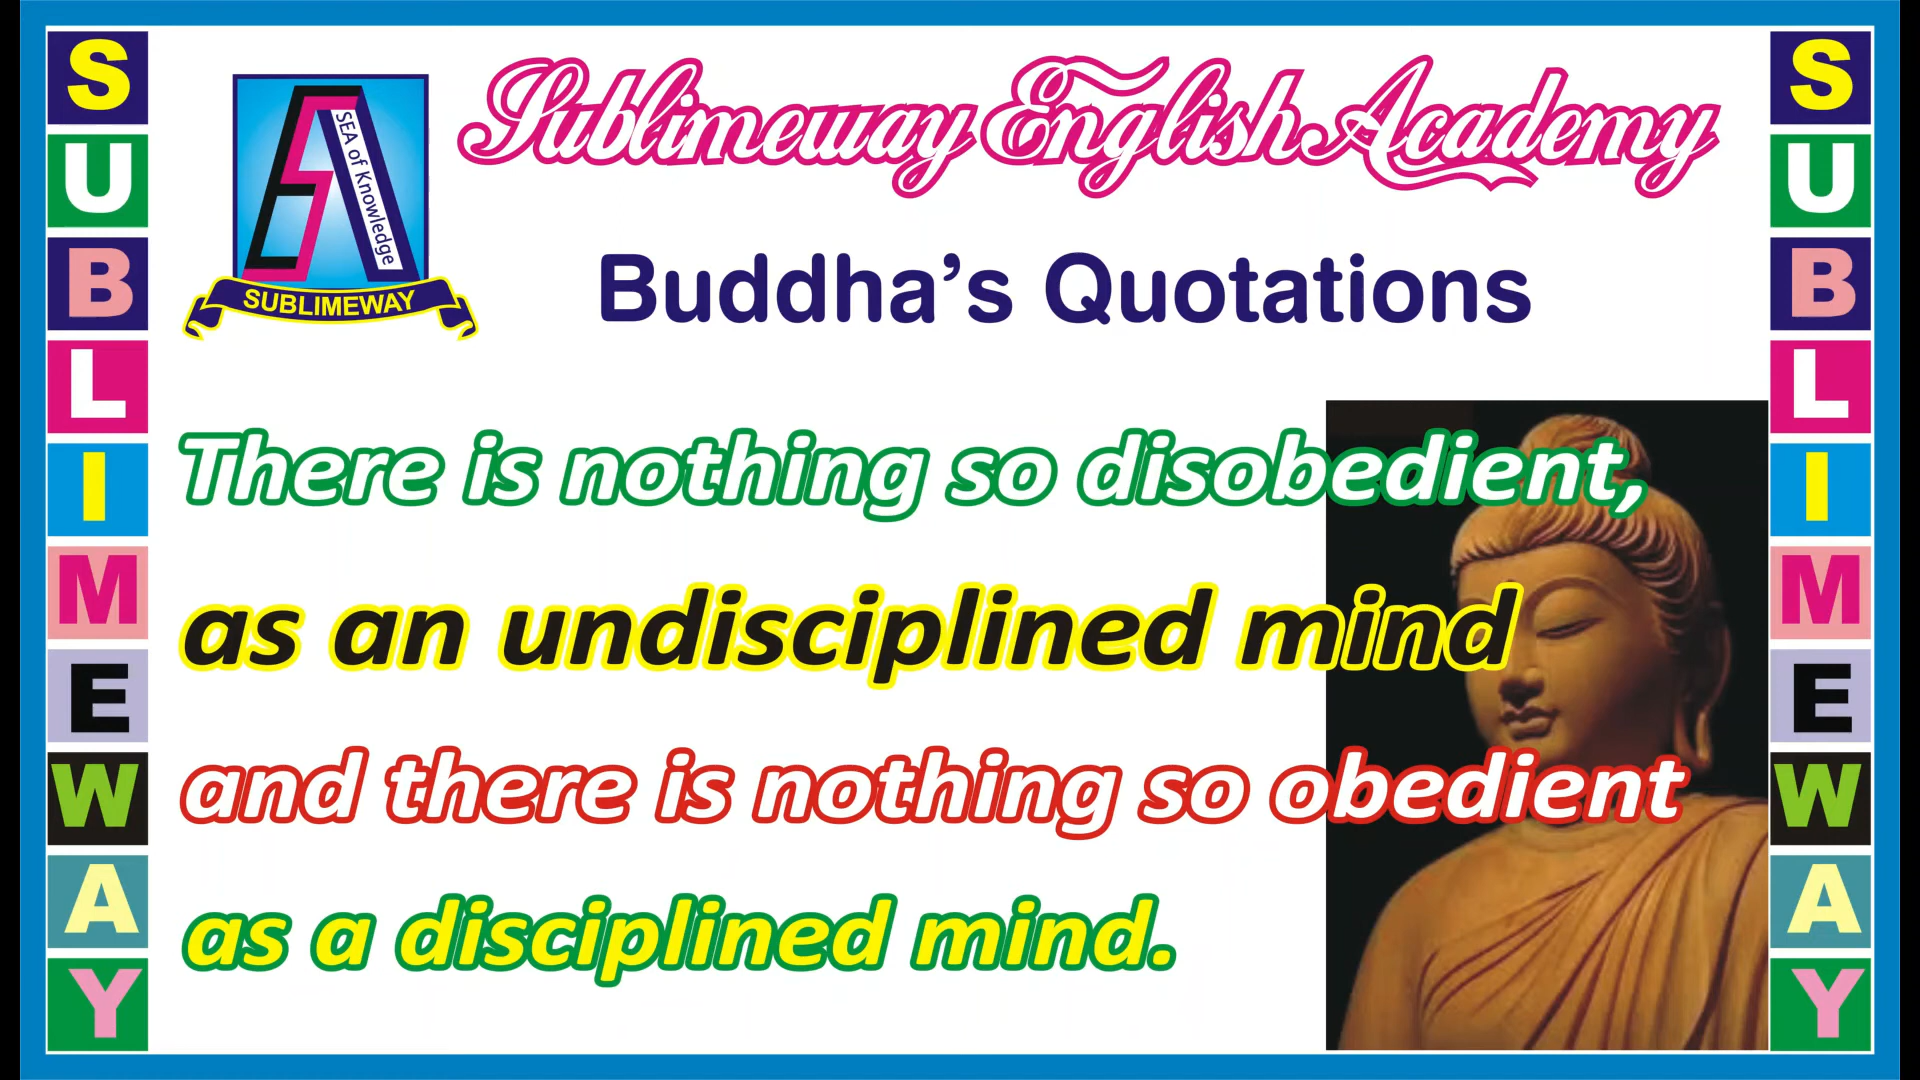 Sublimeway English Academy
SEA of Knowledge
SUBLIMEWAY
Buddha’s Quotations
There is nothing so disobedient,
as an undisciplined mind
and there is nothing so obedient
as a disciplined mind.
SUBLIMEWAY
SUBLIMEWAY